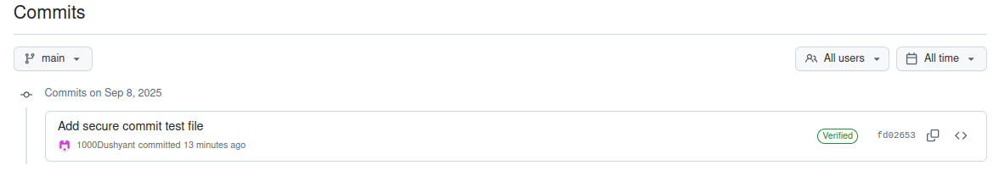 Commits
main
All users
All time
Commits on Sep 8, 2025
Add secure commit test file
Verified
fd02653
1000Dushyant committed 13 minutes ago